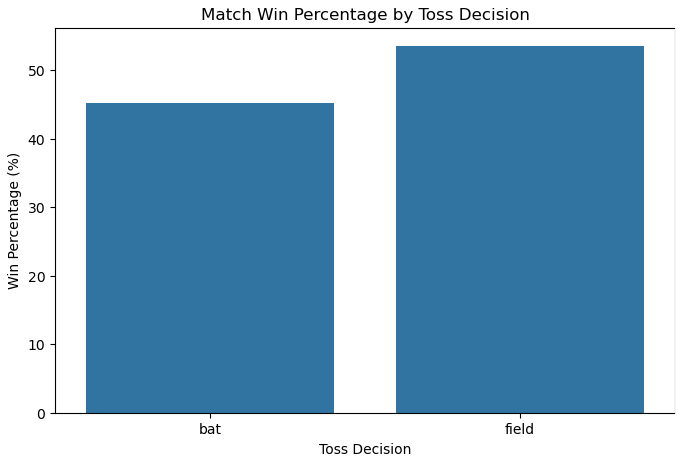 Match Win Percentage by Toss Decision
Win Percentage (%)
50
40
30
20
10
0
bat
field
Toss Decision